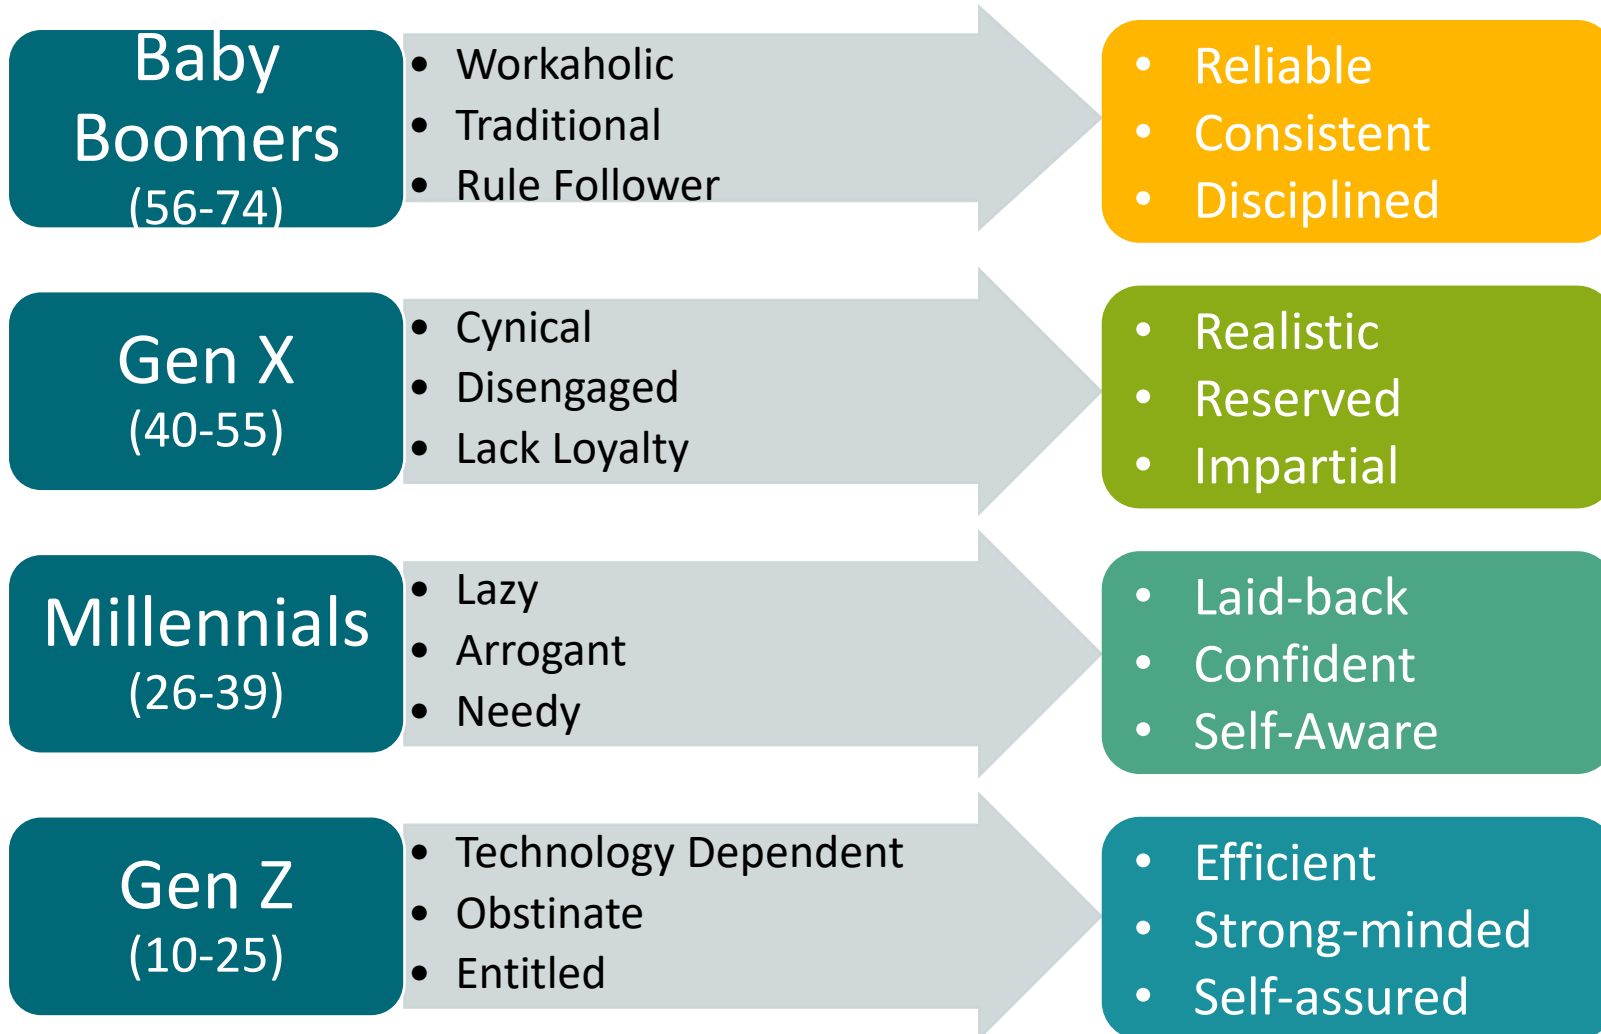 Baby
Boomers
(56-74)
• Workaholic
• Traditional
• Rule Follower
• Reliable
• Consistent
• Disciplined
Gen X
(40-55)
• Cynical
• Disengaged
• Lack Loyalty
• Realistic
• Reserved
• Impartial
Millennials
(26-39)
• Lazy
• Arrogant
• Needy
• Laid-back
• Confident
• Self-Aware
Gen Z
(10-25)
• Technology Dependent
• Obstinate
• Entitled
• Efficient
• Strong-minded
• Self-assured